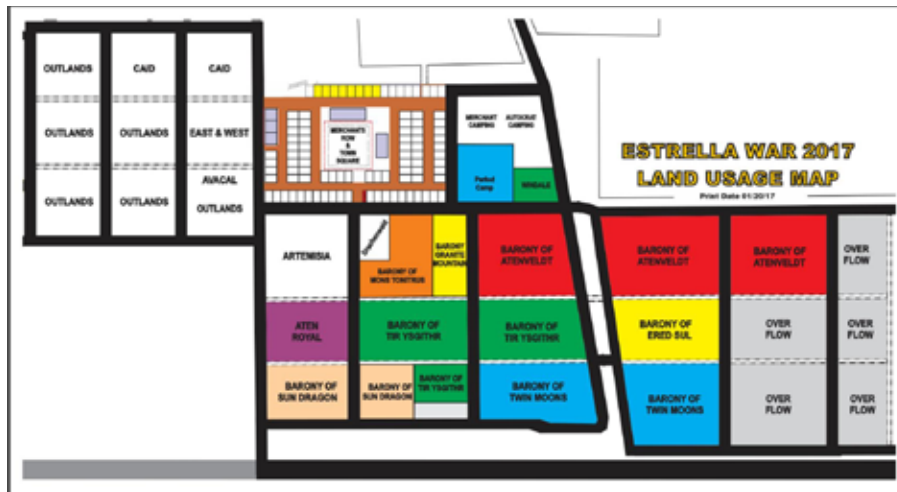 OUTLANDS
CAID
CAID
OUTLANDS
OUTLANDS
EAST & WEST
OUTLANDS
OUTLANDS
AVACAL
OUTLANDS
MERCHANTS
ROW
&
TOWN
SQUARE
MERCHANT
CAMPING
AUTOCRAT
CAMPING
Period
Camp
ESTRELLA WAR 2017
LAND USAGE MAP
Print Date 01/20/17
ARTEMISIA
BARONY OF
MONS TONITRUS
BARONY
GRANITE
MOUNTAIN
BARONY OF
ATENVELDT
BARONY OF
ATENVELDT
BARONY OF
ATENVELDT
OVER
FLOW
ATEN
ROYAL
BARONY OF
TIR YSGITHR
BARONY OF
TIR YSGITHR
BARONY OF
ERED SUL
OVER
FLOW
OVER
FLOW
BARONY OF
SUN DRAGON
BARONY OF
SUN DRAGON
BARONY OF
TIR YSGITHR
BARONY OF
TWIN MOONS
BARONY OF
TWIN MOONS
OVER
FLOW
OVER
FLOW